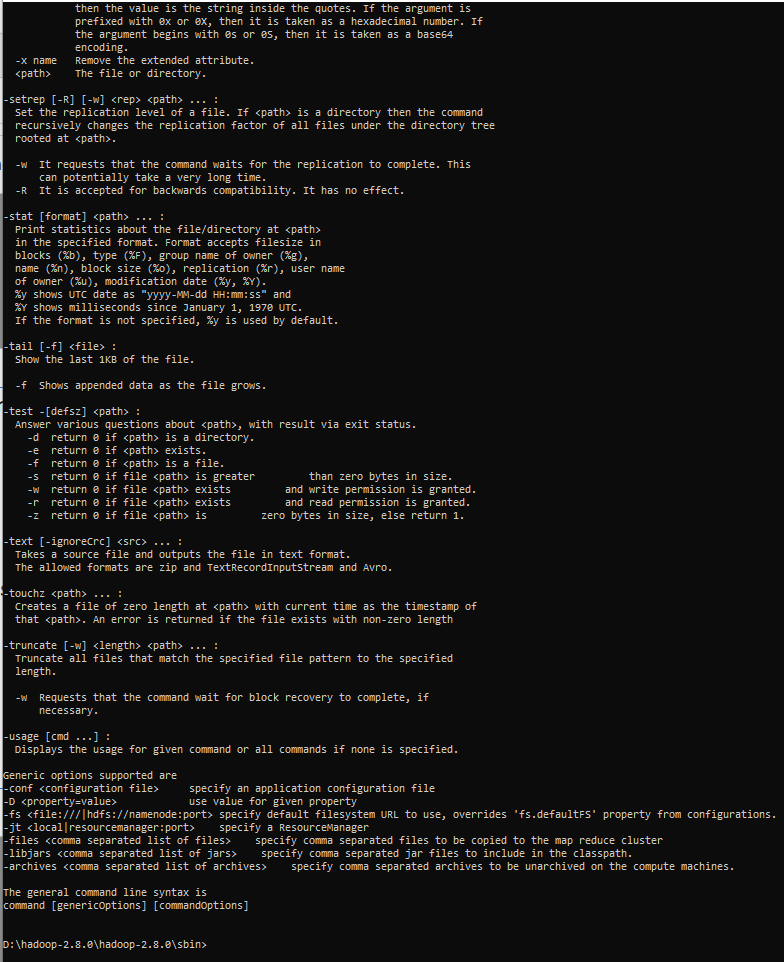 then the value is the string inside the quotes. If the argument is
prefixed with 0x or 0X, then it is taken as a hexadecimal number. If
the argument begins with 0s or 0S, then it is taken as a base64
encoding.
-x name   Remove the extended attribute.
<path>    The file or directory.

-setrep [-R] [-w] <rep> <path> ... :
  Set the replication level of a file. If <path> is a directory then the command
  recursively changes the replication factor of all files under the directory tree
  rooted at <path>.

  -w  It requests that the command waits for the replication to complete. This
      can potentially take a very long time.
  -R  It is accepted for backwards compatibility. It has no effect.

-stat [format] <path> ... :
  Print statistics about the file/directory at <path>
  in the specified format. Format accepts filesize in
  blocks (%b), type (%F), group name of owner (%g),
  name (%n), block size (%o), replication (%r), user name
  of owner (%u), modification date (%y, %Y).
  %y shows UTC date as "yyyy-MM-dd HH:mm:ss" and
  %Y shows milliseconds since January 1, 1970 UTC.
  If the format is not specified, %y is used by default.

-tail [-f] <file> :
  Show the last 1KB of the file.

  -f  Shows appended data as the file grows.

-test -[defsz] <path> :
  Answer various questions about <path>, with result via exit status.
    -d  return 0 if <path> is a directory.
    -e  return 0 if <path> exists.
    -f  return 0 if <path> is a file.
    -s  return 0 if file <path> is greater         than zero bytes in size.
    -w  return 0 if file <path> exists         and write permission is granted.
    -r  return 0 if file <path> exists         and read permission is granted.
    -z  return 0 if file <path> is         zero bytes in size, else return 1.

-text [-ignoreCrc] <src> ... :
  Takes a source file and outputs the file in text format.
  The allowed formats are zip and TextRecordInputStream and Avro.

-touchz <path> ... :
  Creates a file of zero length at <path> with current time as the timestamp of
  that <path>. An error is returned if the file exists with non-zero length

-truncate [-w] <length> <path> ... :
  Truncate all files that match the specified file pattern to the specified
  length.

  -w  Requests that the command wait for block recovery to complete, if
      necessary.

-usage [cmd ...] :
  Displays the usage for given command or all commands if none is specified.

Generic options supported are
-conf <configuration file>     specify an application configuration file
-D <property=value>            use value for given property
-fs <file:///|hdfs://namenode:port> specify default filesystem URL to use, overrides 'fs.defaultFS' property from configurations.
-jt <local|resourcemanager:port>    specify a ResourceManager
-files <comma separated list of files>    specify comma separated files to be copied to the map reduce cluster
-libjars <comma separated list of jars>    specify comma separated jar files to include in the classpath.
-archives <comma separated list of archives>    specify comma separated archives to be unarchived on the compute machines.

The general command line syntax is
command [genericOptions] [commandOptions]

D:\hadoop-2.8.0\hadoop-2.8.0\sbin>